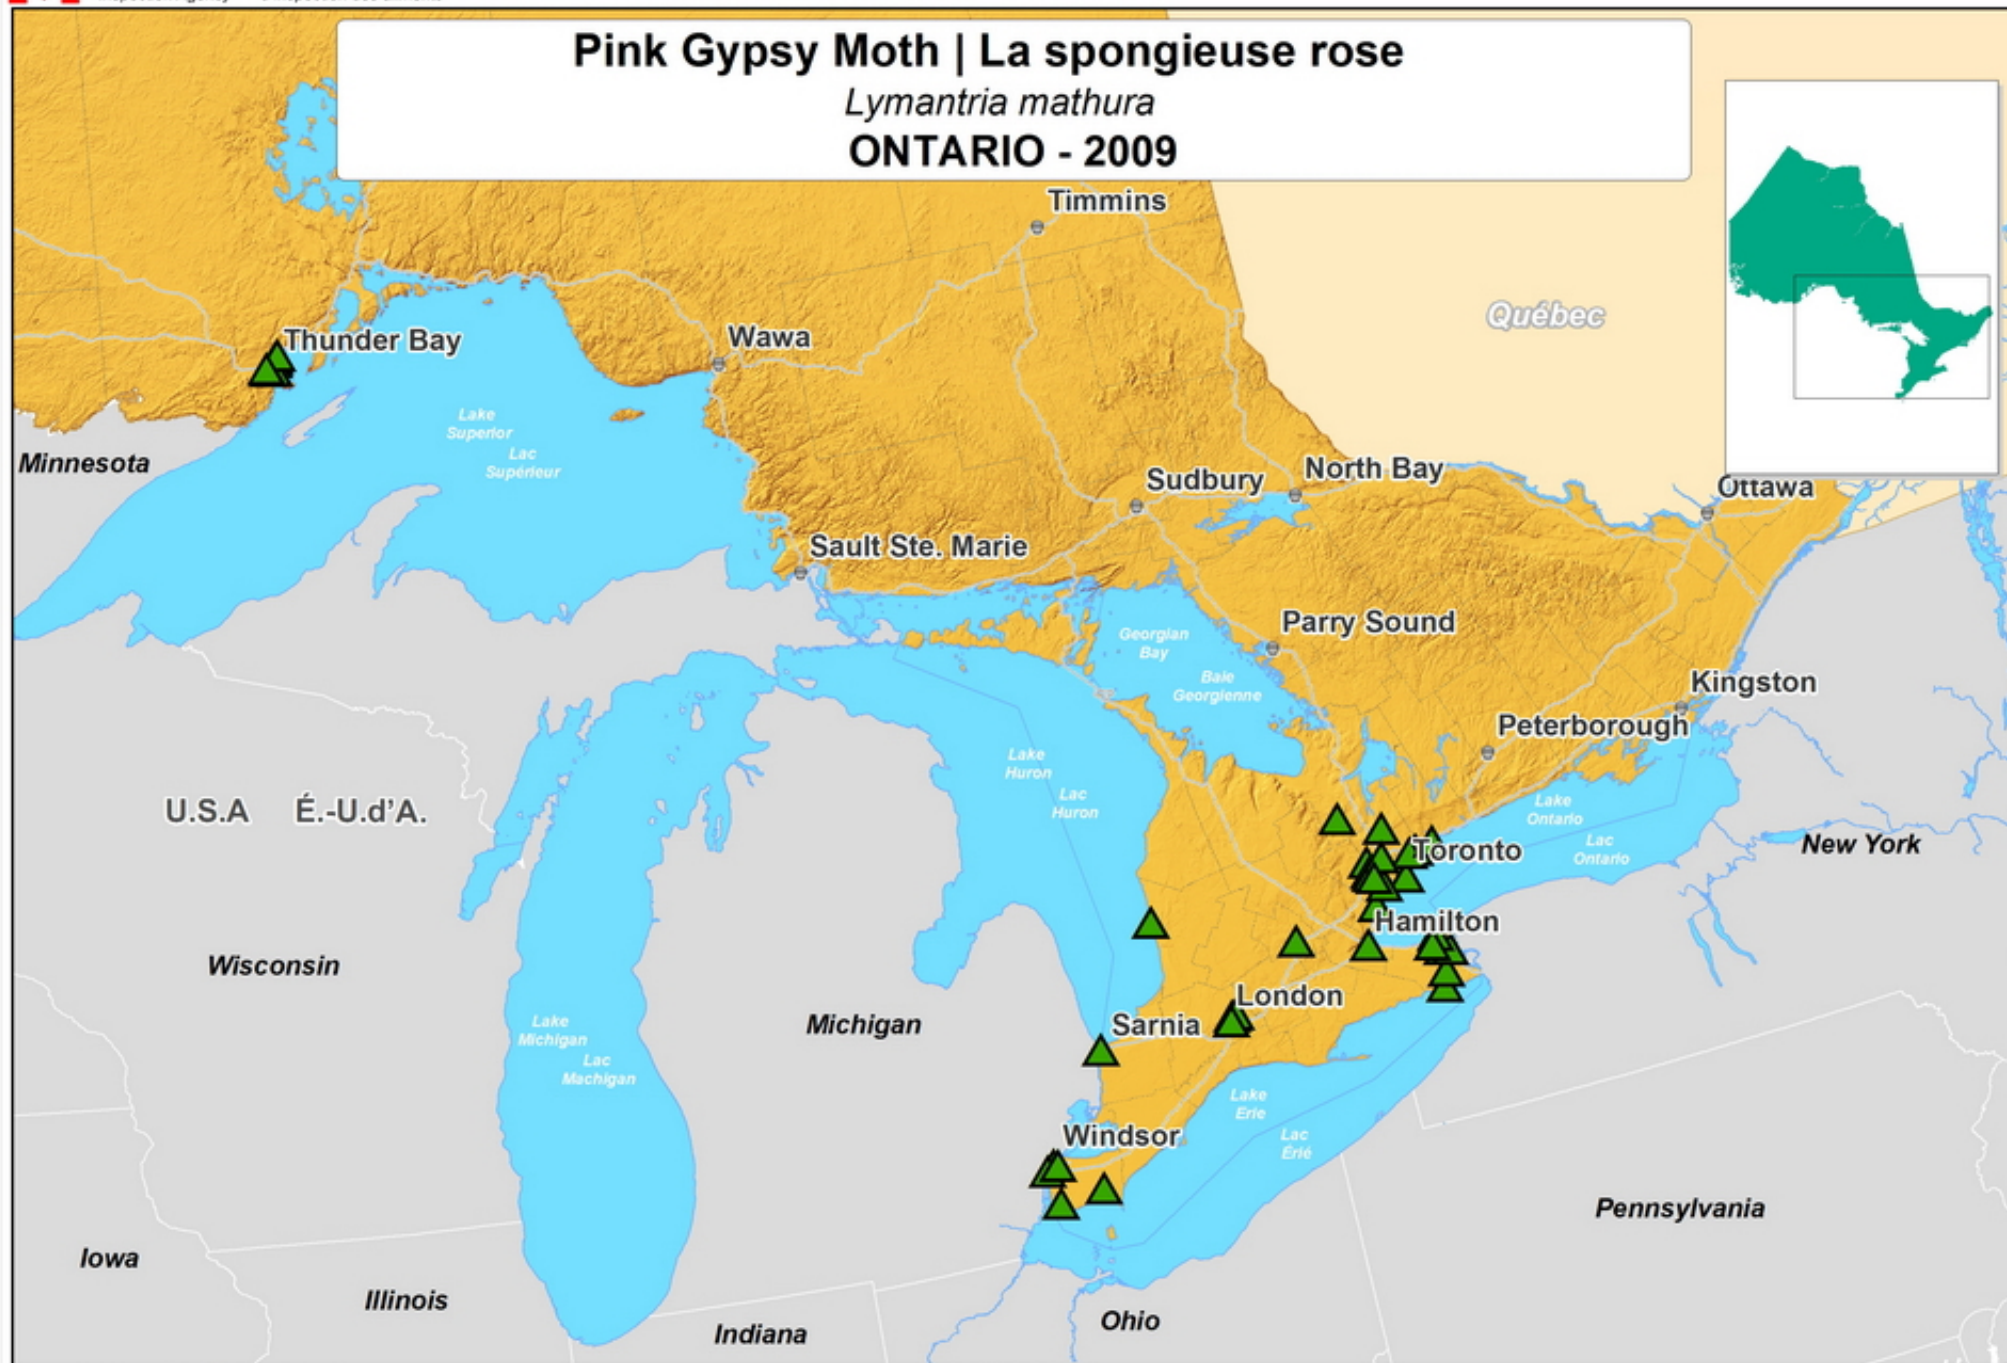 Pink Gypsy Moth | La spongieuse rose
Lymantria mathura
ONTARIO - 2009
Timmins
Québec
Thunder Bay
Wawa
Lake
Superior
Lac
Supérieur
Minnesota
Sudbury
North Bay
Ottawa
Sault Ste. Marie
Parry Sound
Georgian
Bay
Baie
Georgienne
Kingston
Peterborough
Lake
Huron
Lac
Huron
U.S.A É.-U.d'A.
Lake
Ontario
Lac
Ontario
New York
Toronto
Hamilton
Wisconsin
London
Sarnia
Michigan
Lake
Michigan
Lac
Machigan
Lake
Erie
Lac
Érié
Windsor
Pennsylvania
Iowa
Illinois
Indiana
Ohio